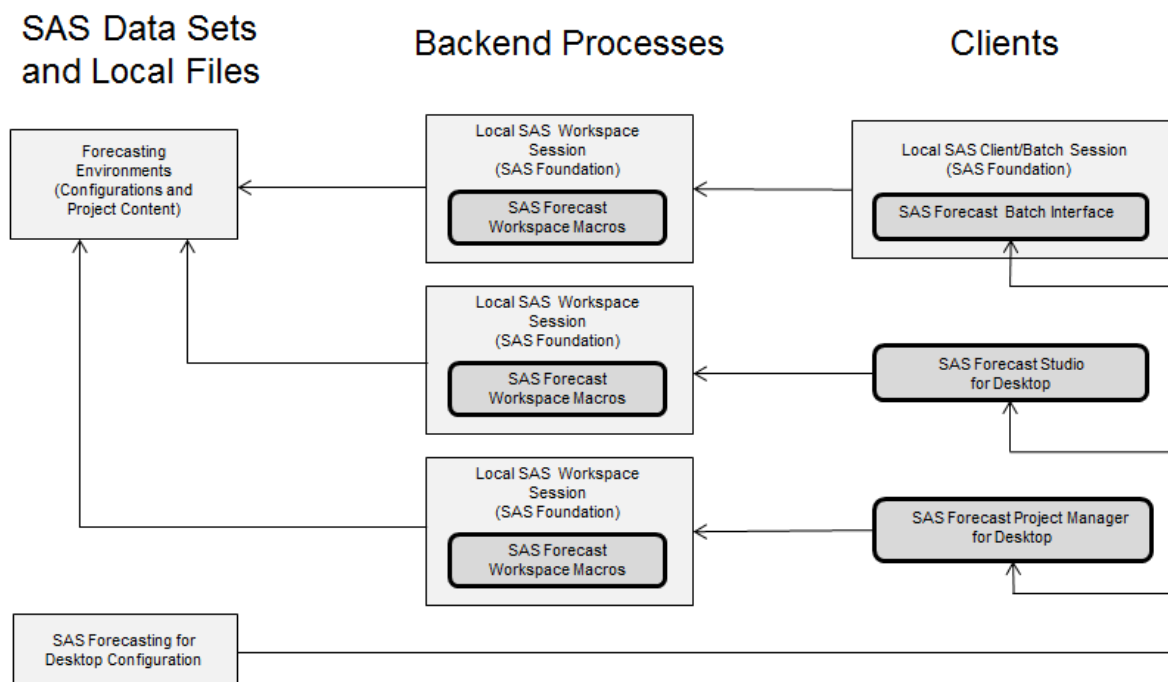 SAS Data Sets
and Local Files
Backend Processes
Clients
Forecasting
Environments
(Configurations and
Project Content)
Local SAS Workspace
Session
(SAS Foundation)
SAS Forecast
Workspace Macros
Local SAS Client/Batch Session
(SAS Foundation)
SAS Forecast Batch Interface
Local SAS Workspace
Session
(SAS Foundation)
SAS Forecast
Workspace Macros
SAS Forecast Studio
for Desktop
Local SAS Workspace
Session
(SAS Foundation)
SAS Forecast
Workspace Macros
SAS Forecast Project Manager
for Desktop
SAS Forecasting for
Desktop Configuration